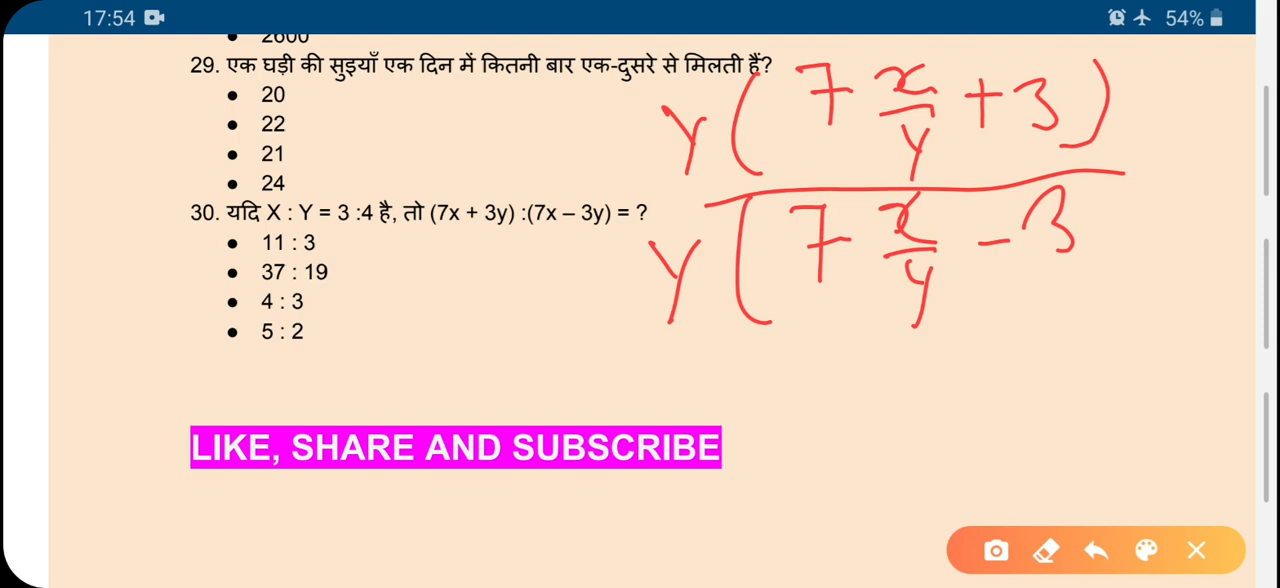 17:54 54%
2600
29. एक घड़ी की सुइयाँ एक दिन में कितनी बार एक-दुसरे से मिलती हैं?
20
22
21
24
30. यदि X : Y = 3 :4 है, तो (7x + 3y) :(7x – 3y) = ?
11 : 3
37 : 19
4 : 3
5 : 2
Y ( 7 x/y + 3 )
Y ( 7 x/y - 3
LIKE, SHARE AND SUBSCRIBE